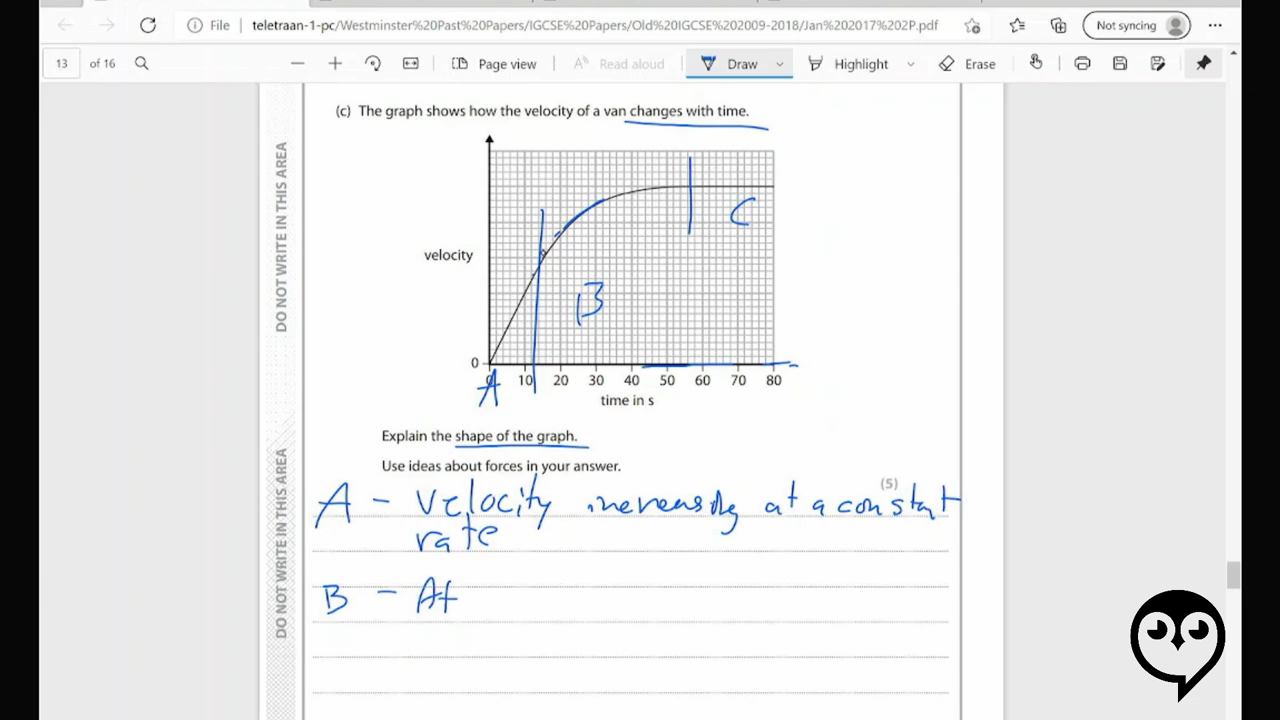 File
teletraan-1-pc/Westminster%20Past%20Papers/IGCSE%20Papers/Old%20IGCSE%202009-2018/Jan%202017%202P.pdf
Not syncing
13 of 16
Page view
Read aloud
Draw
Highlight
Erase
DO NOT WRITE IN THIS AREA
DO NOT WRITE IN THIS AREA
(c) The graph shows how the velocity of a van changes with time.
C
velocity
B
0
0 10 20 30 40 50 60 70 80
A
time in s
Explain the shape of the graph.
Use ideas about forces in your answer.
(5)
A - velocity increasing at a constant
rate
B - At